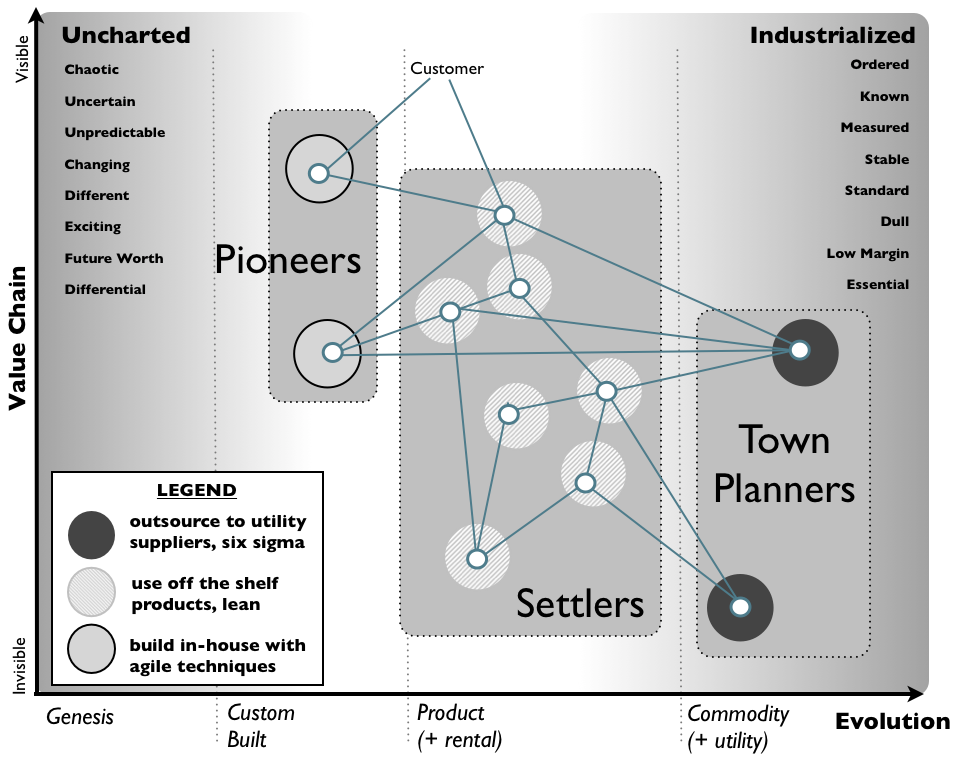 Uncharted
Chaotic
Uncertain
Unpredictable
Changing
Different
Exciting
Future Worth
Differential
Customer
Industrialized
Ordered
Known
Measured
Stable
Standard
Dull
Low Margin
Essential
Visible
Value Chain
Invisible
Pioneers
Settlers
Town
Planners
LEGEND
outsource to utility
suppliers, six sigma
use off the shelf
products, lean
build in-house with
agile techniques
Genesis
Custom
Built
Product
(+ rental)
Commodity
(+ utility)
Evolution